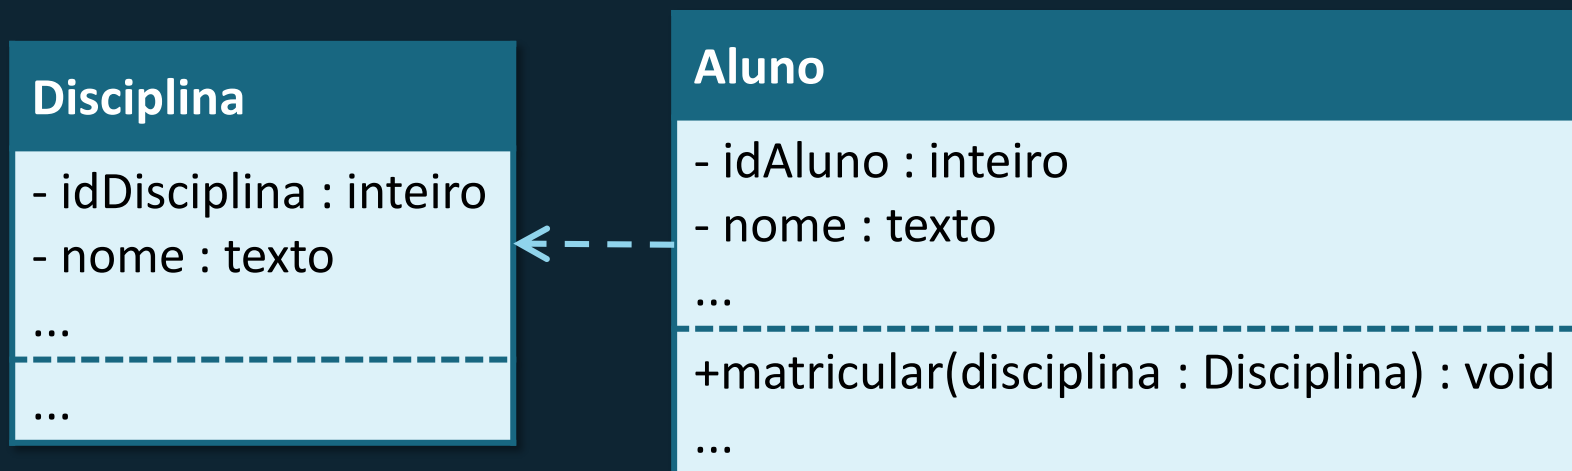 Disciplina
- idDisciplina : inteiro
- nome : texto
...
...
Aluno
- idAluno : inteiro
- nome : texto
...
+matricular(disciplina : Disciplina) : void
...